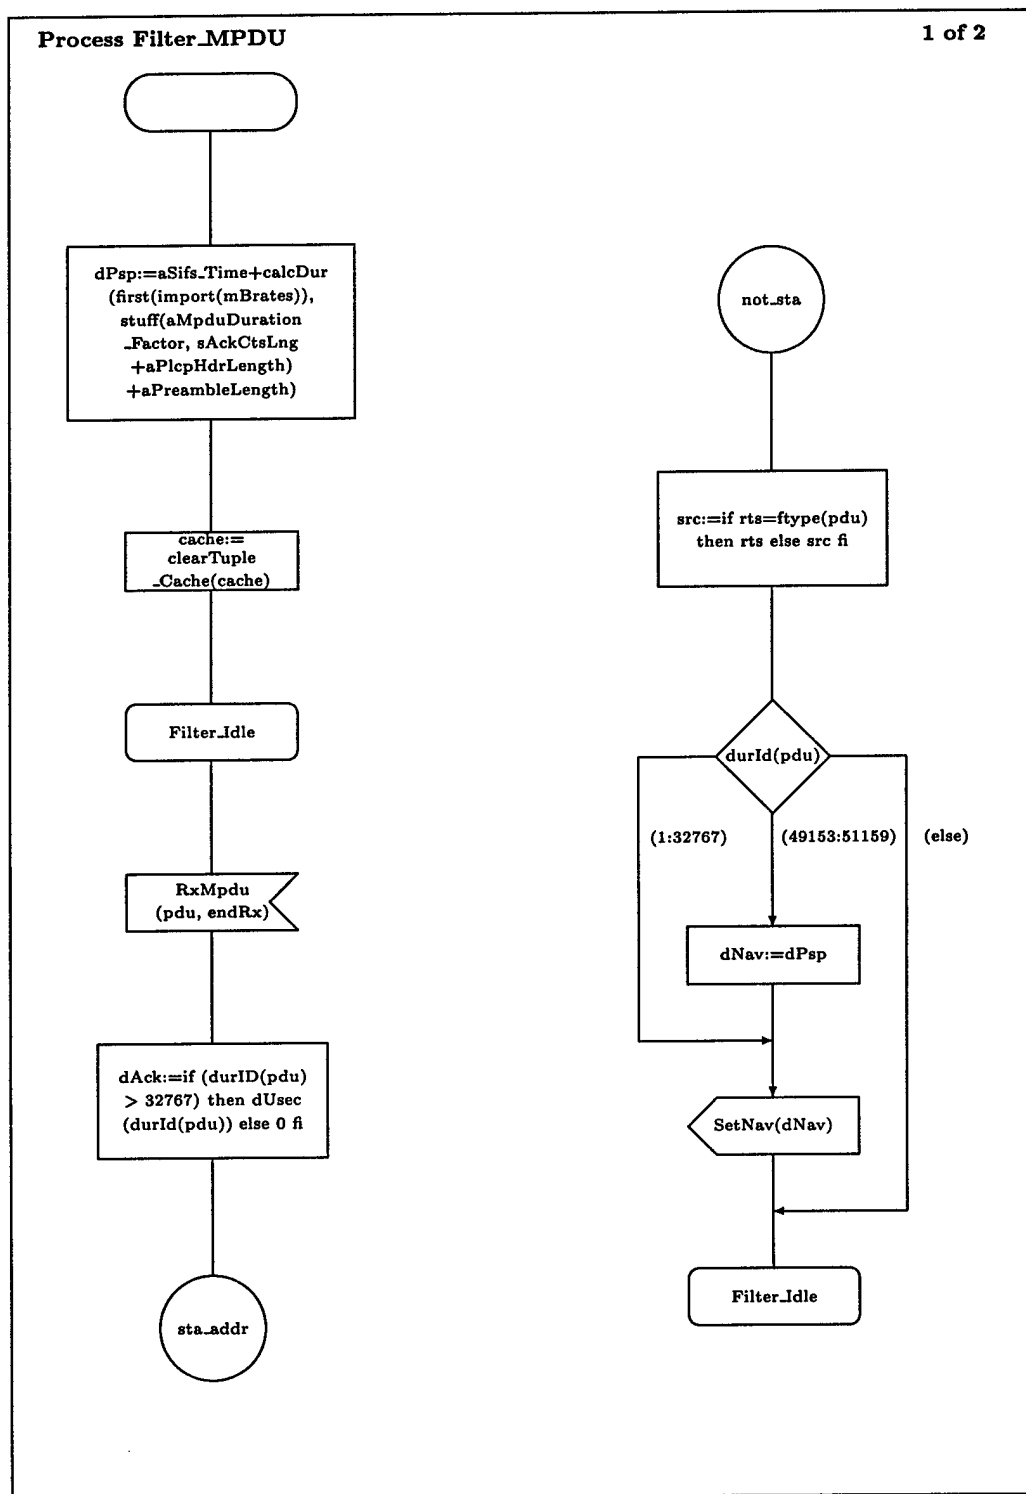 Process Filter_MPDU
1 of 2
dPsp:=aSifs_Time+calcDur
(first(import(mBrates)),
stuff(aMpduDuration
_Factor, sAckCtsLng
+aPlcpHdrLength)
+aPreambleLength)
cache:=
clearTuple
_Cache(cache)
Filter_Idle
RxMpdu
(pdu, endRx)
dAck:=if (durID(pdu)
> 32767) then dUsec
(durId(pdu)) else 0 fi
sta_addr
not_sta
src:=if rts=ftype(pdu)
then rts else src fi
durId(pdu)
(1:32767)
(49153:51159)
(else)
dNav:=dPsp
SetNav(dNav)
Filter_Idle